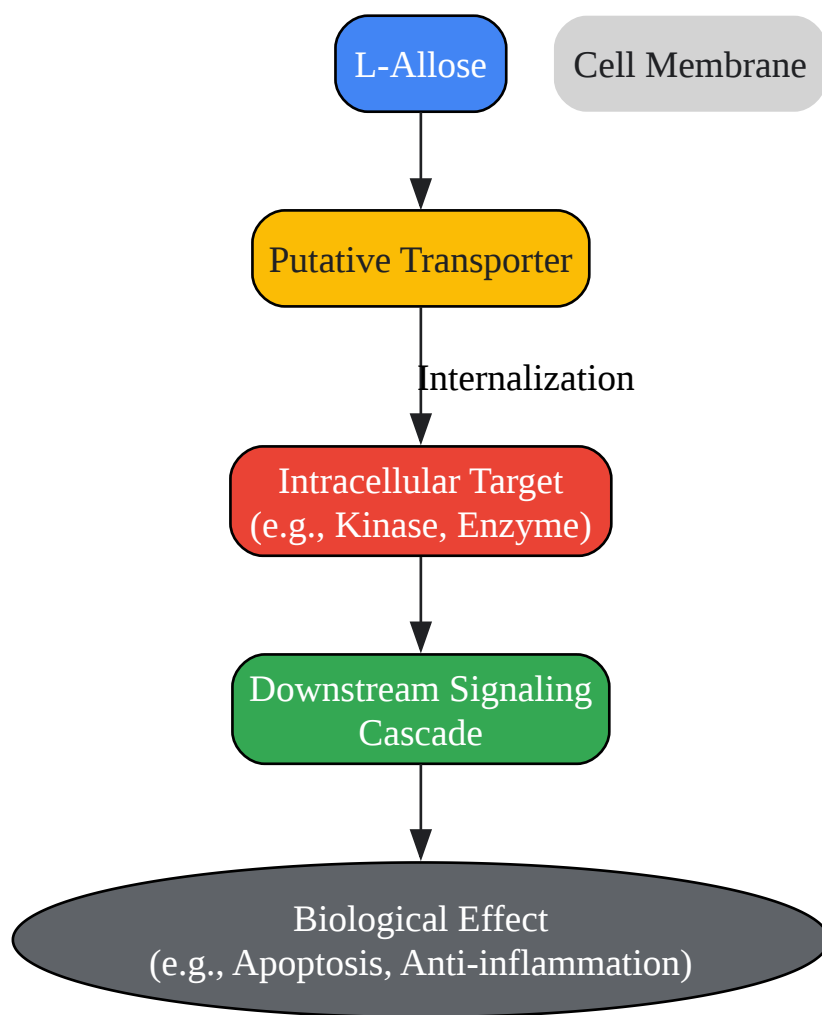 L-Allose
Cell Membrane
Putative Transporter
Internalization
Intracellular Target
(e.g., Kinase, Enzyme)
Downstream Signaling
Cascade
Biological Effect
(e.g., Apoptosis, Anti-inflammation)